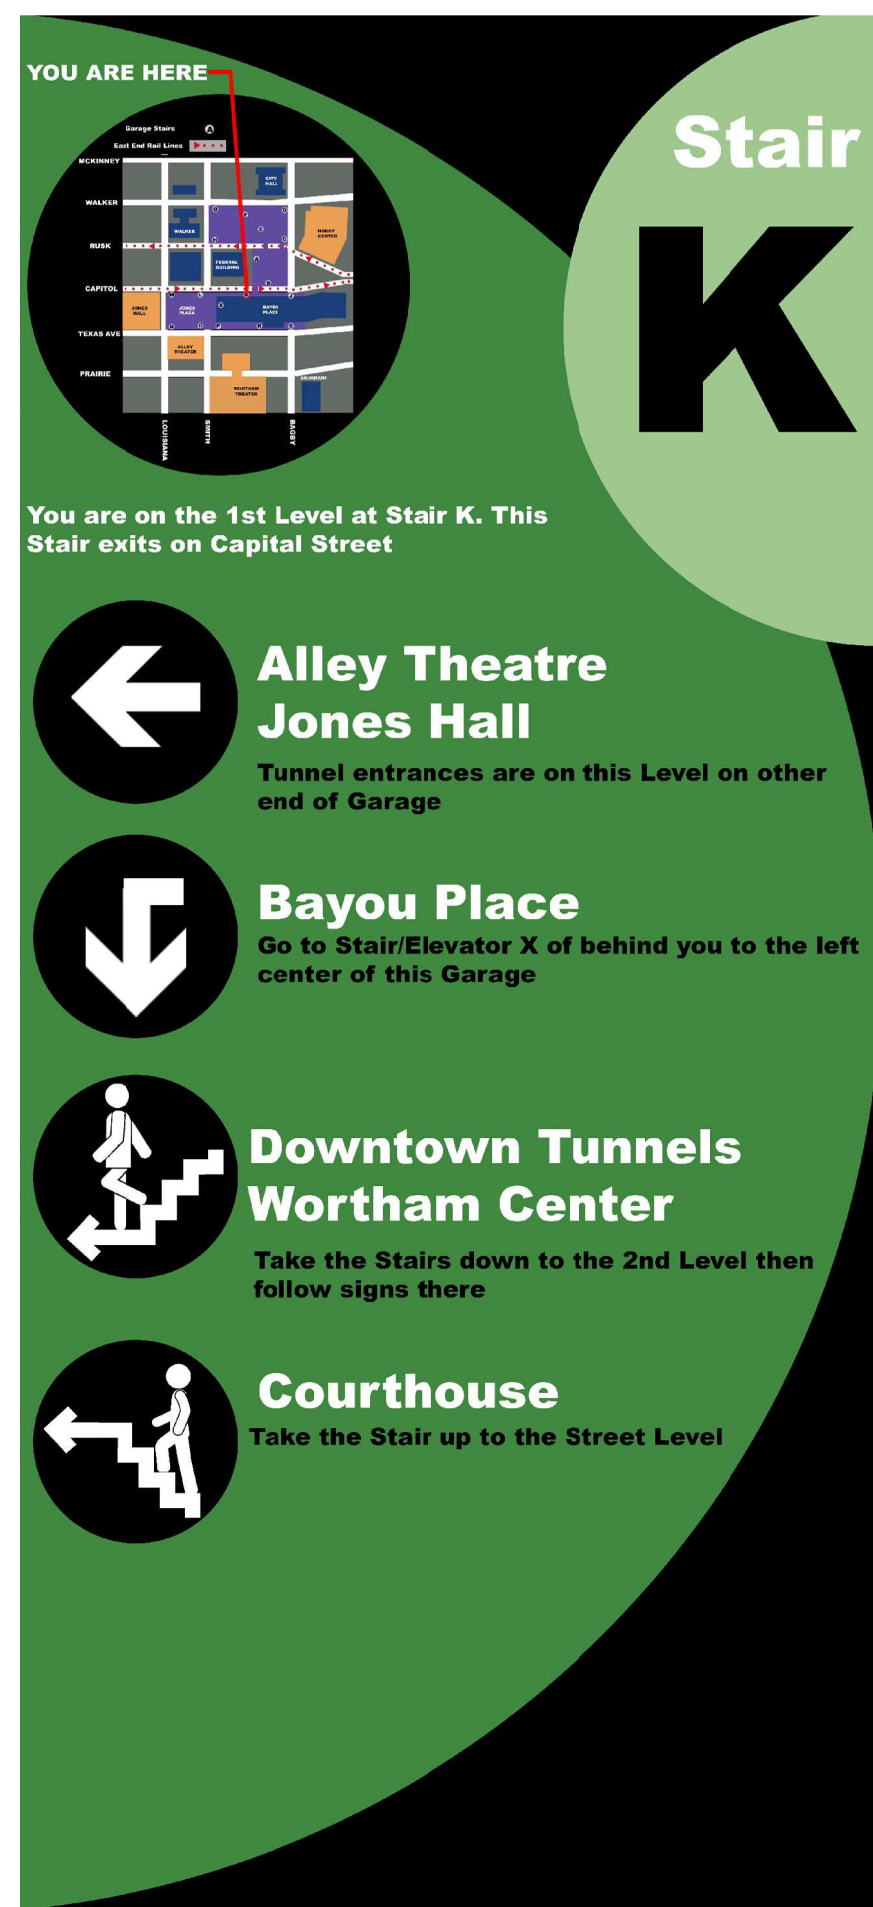 YOU ARE HERE
Stair
K
Garage Stairs A
East End Rail Lines
MCKINNEY
CITY
HALL
WALKER
WALKER
HOBBY
CENTER
RUSK
FEDERAL
BUILDING
CAPITOL
JONES
HALL
JONES
PLAZA
X
BAYOU
PLACE
TEXAS AVE
ALLEY
THEATER
PRAIRIE
AQUARIUM
WORTHAM
THEATER
LOUISIANA
SMITH
BAGBY
You are on the 1st Level at Stair K. This
Stair exits on Capital Street
Alley Theatre
Jones Hall
Tunnel entrances are on this Level on other
end of Garage
Bayou Place
Go to Stair/Elevator X of behind you to the left
center of this Garage
Downtown Tunnels
Wortham Center
Take the Stairs down to the 2nd Level then
follow signs there
Courthouse
Take the Stair up to the Street Level